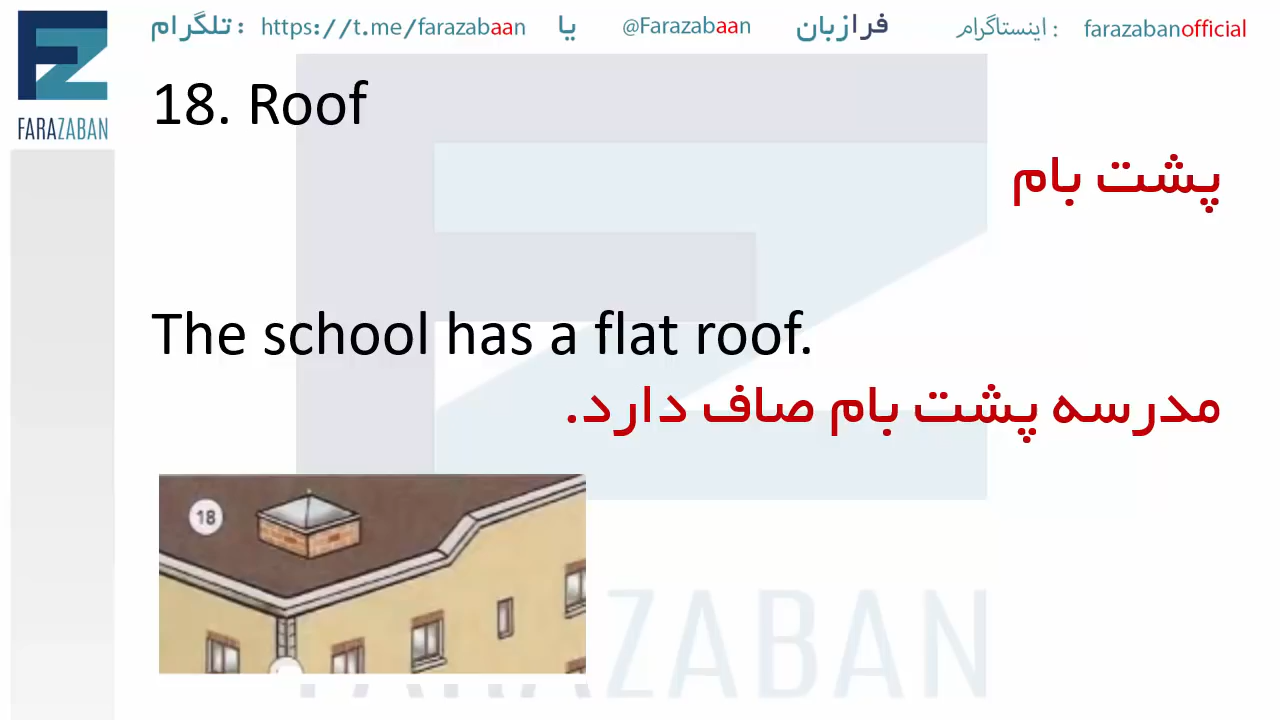 تلگرام : https://t.me/farazabaan یا @Farazabaan فرازبان اینستاگرام : farazabanofficial
FARAZABAN
18. Roof
پشت بام
The school has a flat roof.
مدرسه پشت بام صاف دارد.
18
FARAZABAN